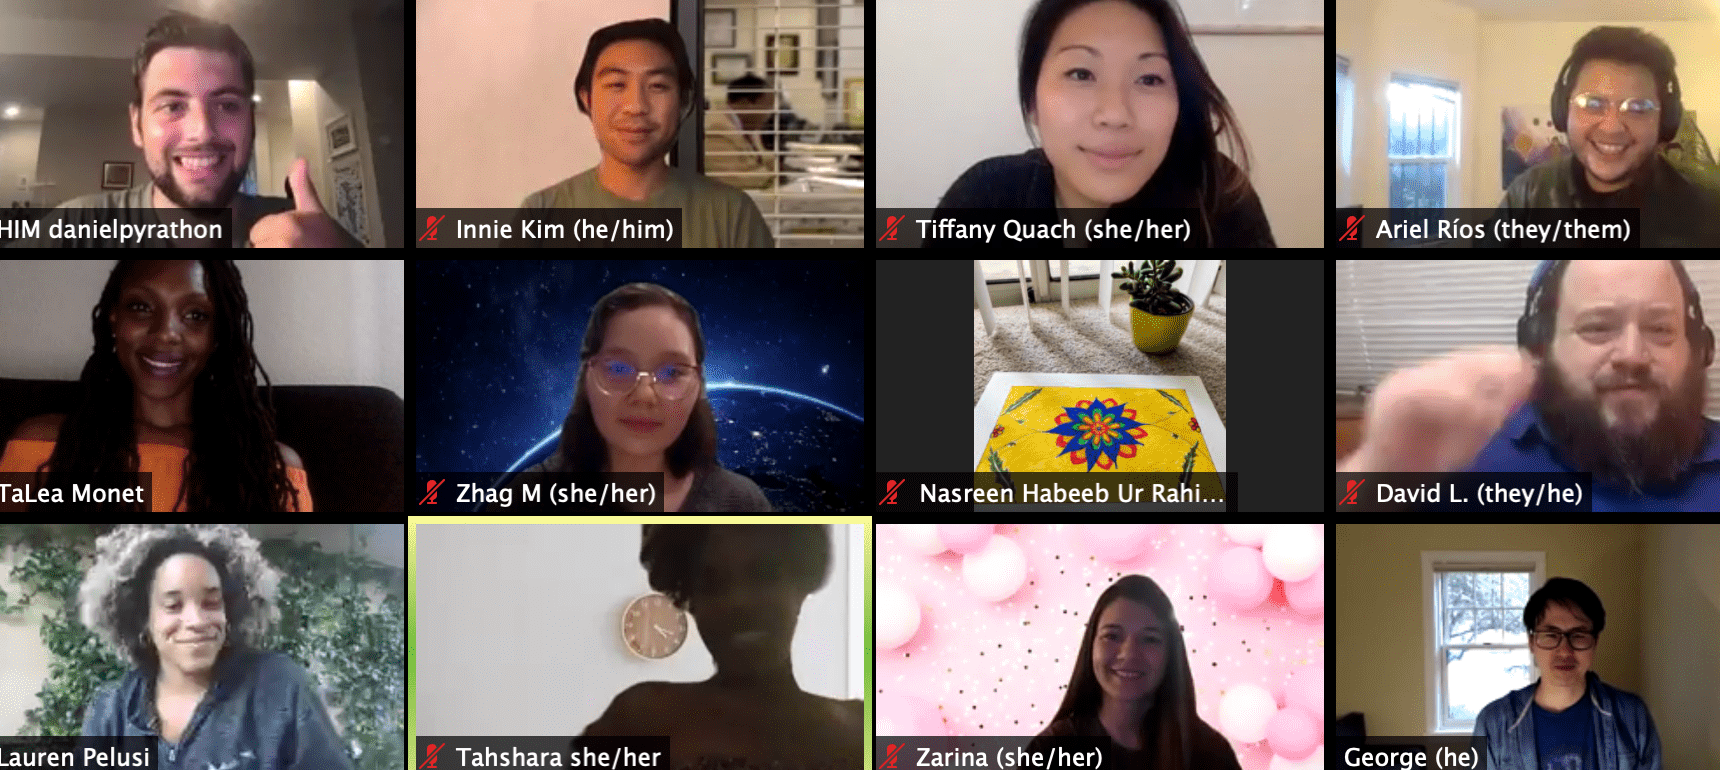 HIM danielpyrathon
Innie Kim (he/him)
Tiffany Quach (she/her)
Ariel Ríos (they/them)
TaLea Monet
Zhag M (she/her)
Nasreen Habeeb Ur Rahi...
David L. (they/he)
Lauren Pelusi
Tahshara she/her
Zarina (she/her)
George (he)